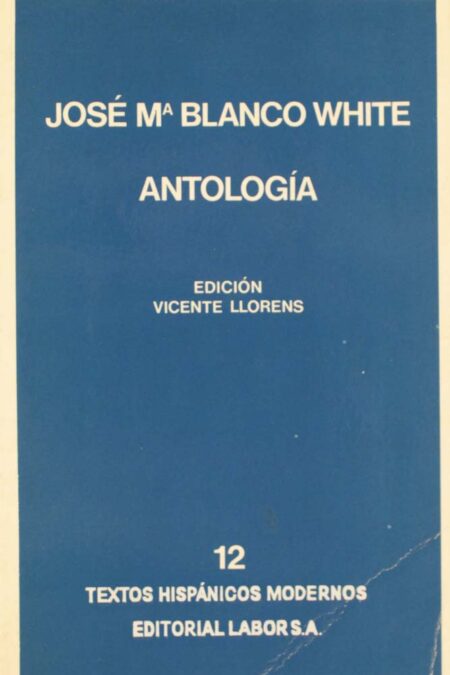 JOSÉ Mª BLANCO WHITE
ANTOLOGÍA
EDICIÓN
VICENTE LLORENS
12
TEXTOS HISPÁNICOS MODERNOS
EDITORIAL LABOR S.A.